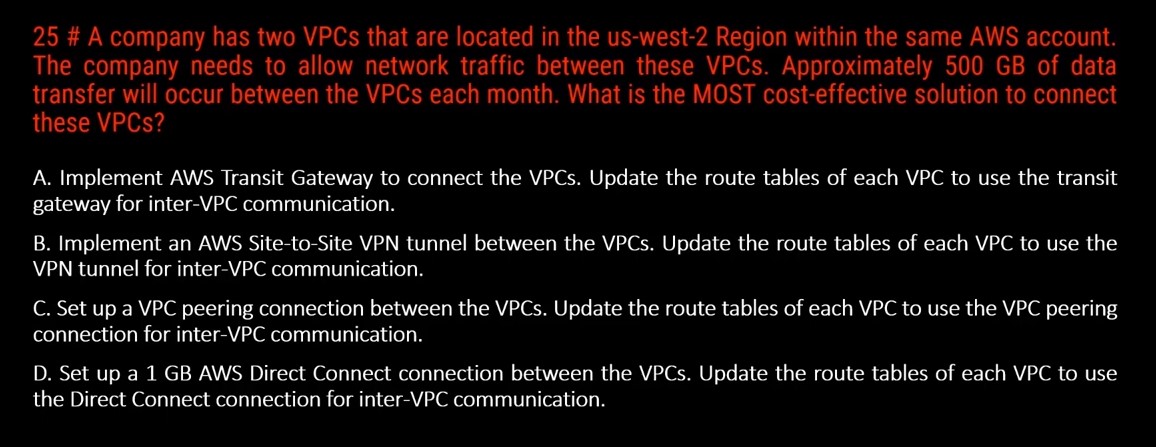 25 # A company has two VPCs that are located in the us-west-2 Region within the same AWS account.
The company needs to allow network traffic between these VPCs. Approximately 500 GB of data
transfer will occur between the VPCs each month. What is the MOST cost-effective solution to connect
these VPCs?
A. Implement AWS Transit Gateway to connect the VPCs. Update the route tables of each VPC to use the transit
gateway for inter-VPC communication.
B. Implement an AWS Site-to-Site VPN tunnel between the VPCs. Update the route tables of each VPC to use the
VPN tunnel for inter-VPC communication.
C. Set up a VPC peering connection between the VPCs. Update the route tables of each VPC to use the VPC peering
connection for inter-VPC communication.
D. Set up a 1 GB AWS Direct Connect connection between the VPCs. Update the route tables of each VPC to use
the Direct Connect connection for inter-VPC communication.